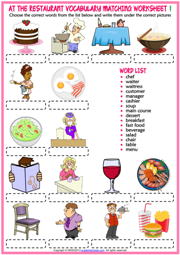 AT THE RESTAURANT VOCABULARY MATCHING WORKSHEET 1
Choose the correct words from the list below and write them under the correct pictures
WORD LIST
chef
waiter
waitress
customer
manager
cashier
soup
main course
dessert
breakfast
fast food
beverage
salad
chair
table
menu